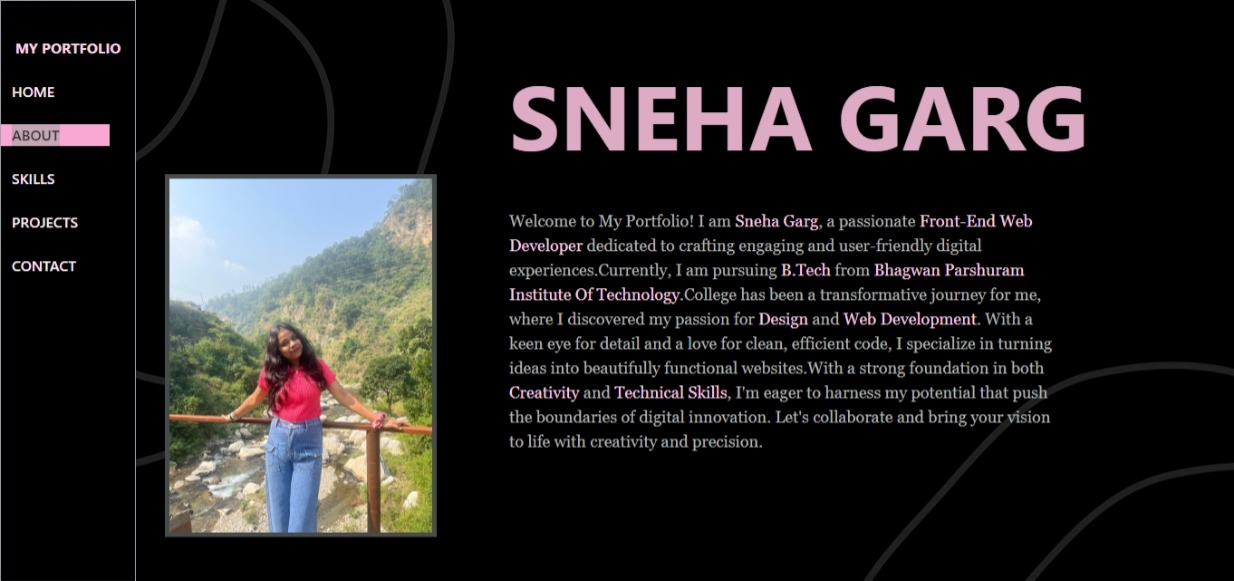 MY PORTFOLIO
HOME
ABOUT
SKILLS
PROJECTS
CONTACT
SNEHA GARG
Welcome to My Portfolio! I am Sneha Garg, a passionate Front-End Web
Developer dedicated to crafting engaging and user-friendly digital
experiences.Currently, I am pursuing B.Tech from Bhagwan Parshuram
Institute Of Technology.College has been a transformative journey for me,
where I discovered my passion for Design and Web Development. With a
keen eye for detail and a love for clean, efficient code, I specialize in turning
ideas into beautifully functional websites.With a strong foundation in both
Creativity and Technical Skills, I'm eager to harness my potential that push
the boundaries of digital innovation. Let's collaborate and bring your vision
to life with creativity and precision.